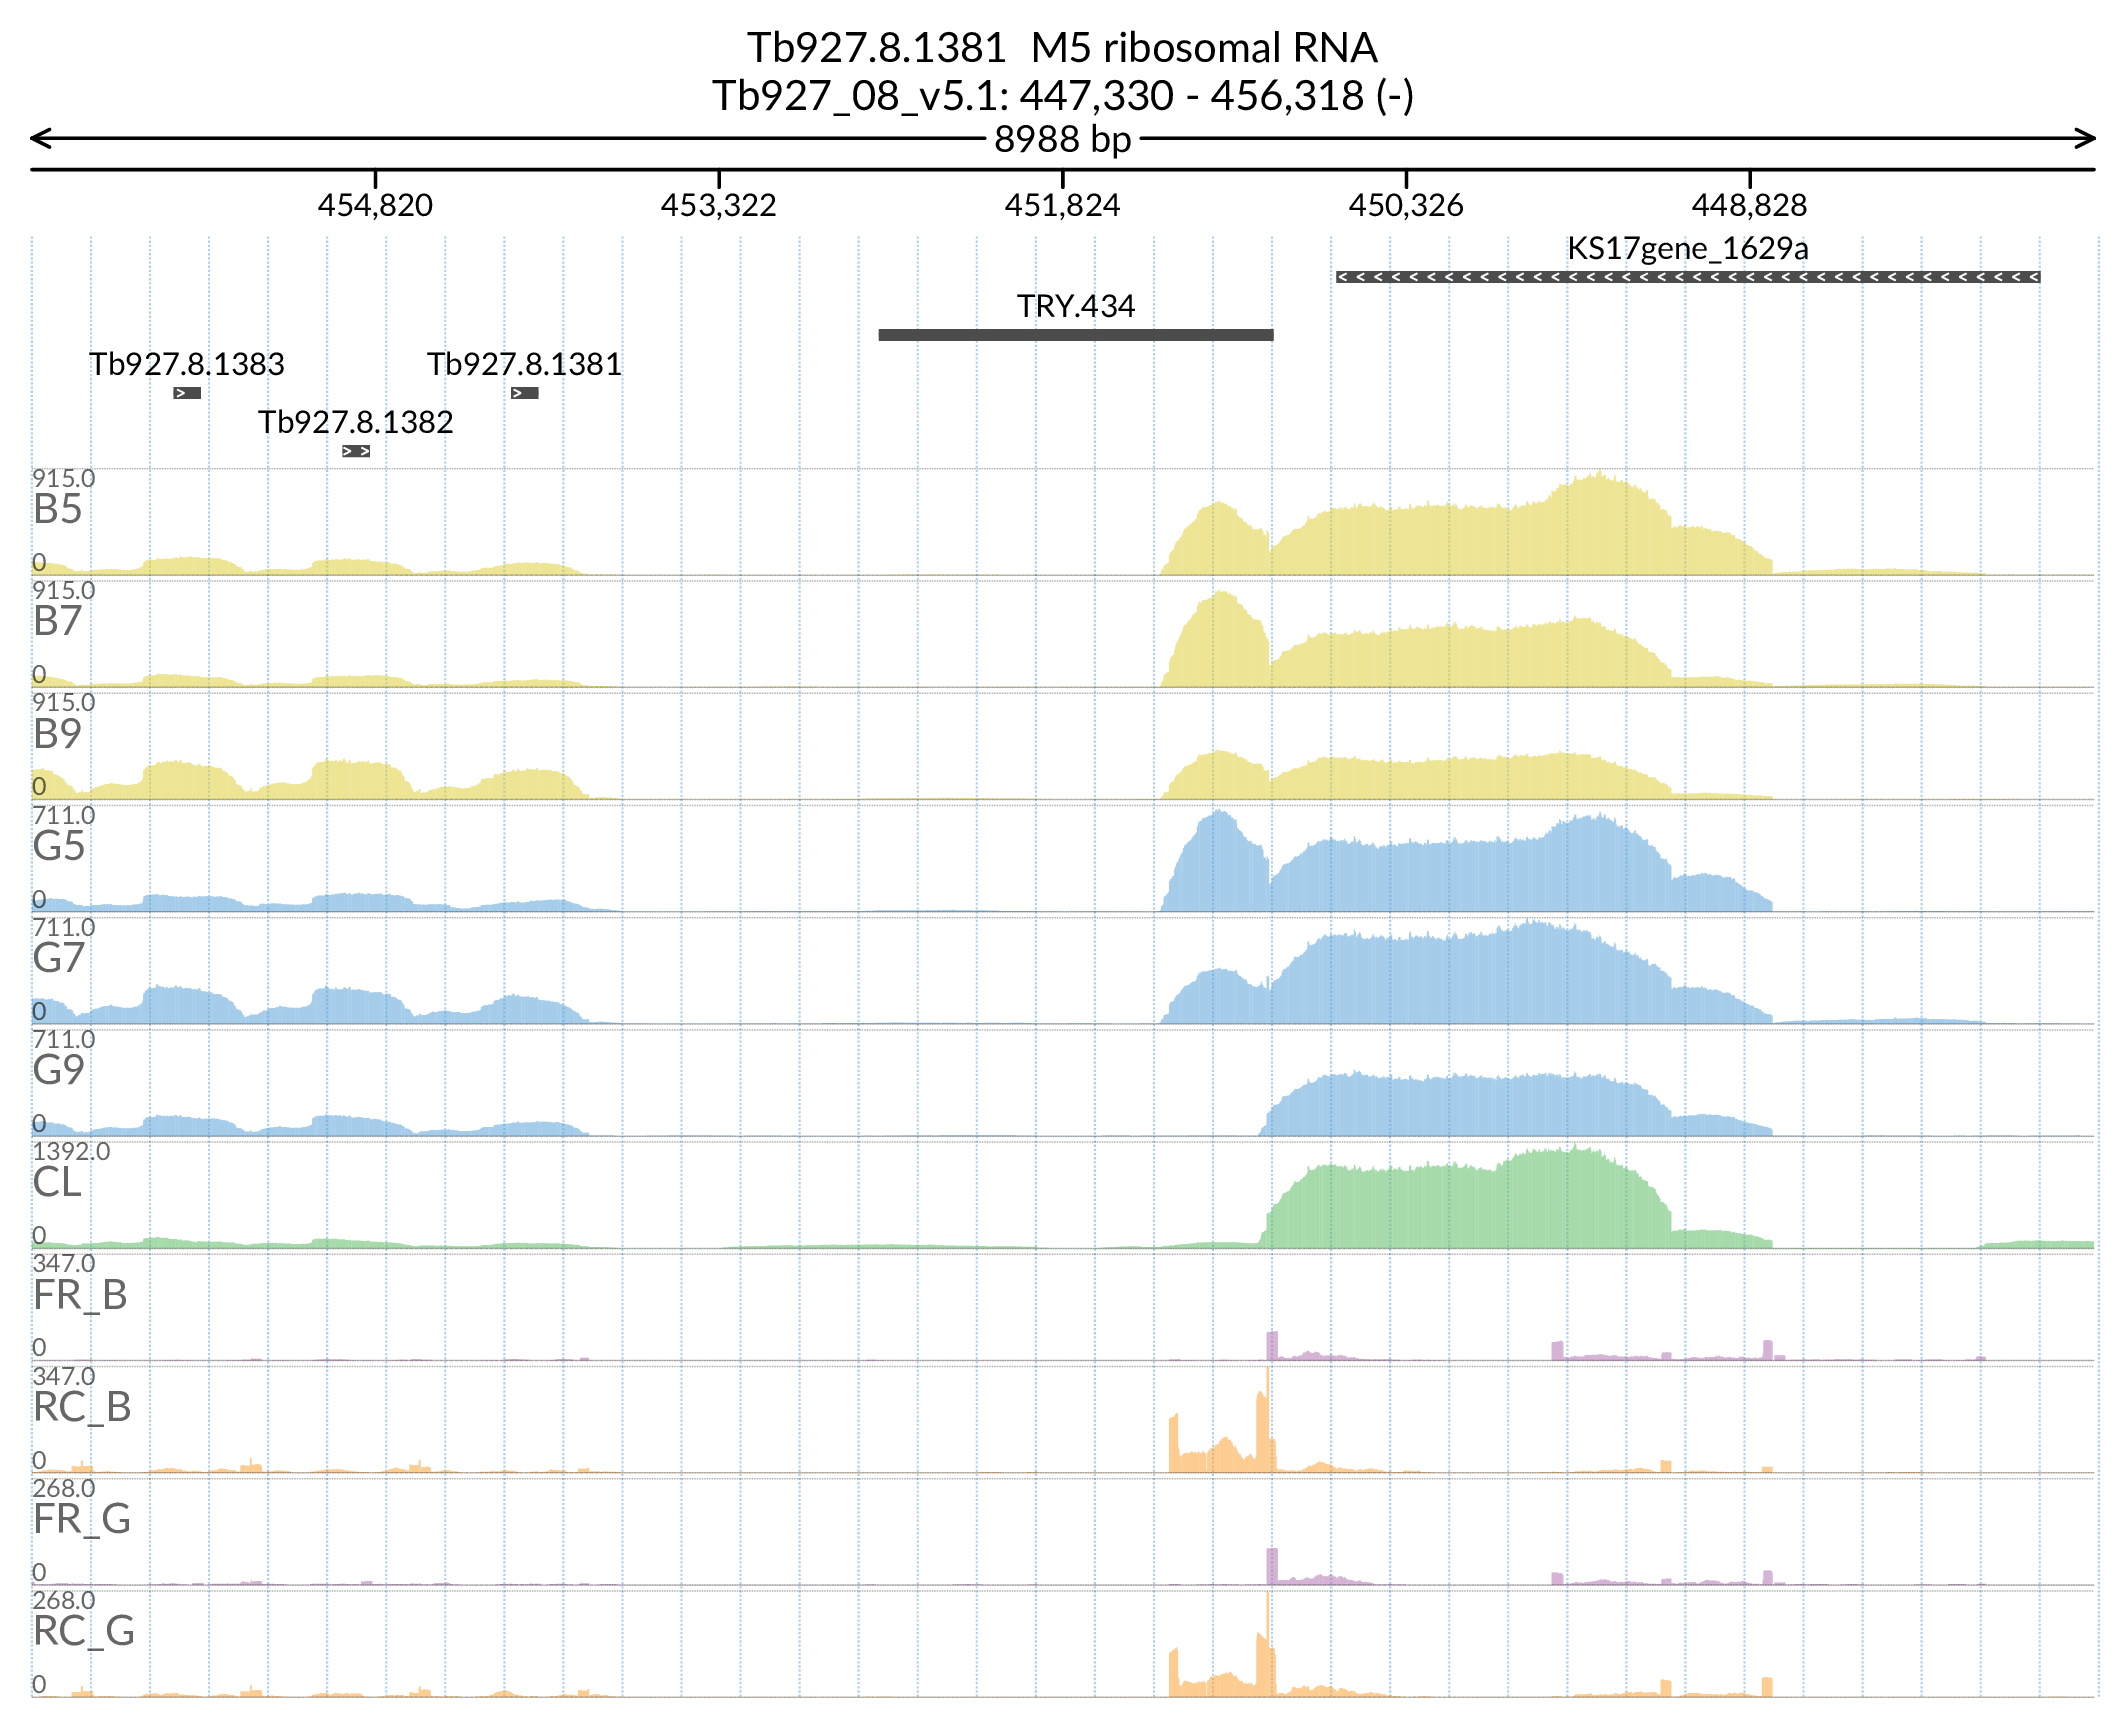 Tb927.8.1381  M5 ribosomal RNA
Tb927_08_v5.1: 447,330 - 456,318 (-)
8988 bp
454,820 453,322 451,824 450,326 448,828
KS17gene_1629a
TRY.434
Tb927.8.1383 Tb927.8.1381
Tb927.8.1382
915.0
B5
0
915.0
B7
0
915.0
B9
0
711.0
G5
0
711.0
G7
0
711.0
G9
0
1392.0
CL
0
347.0
FR_B
0
347.0
RC_B
0
268.0
FR_G
0
268.0
RC_G
0